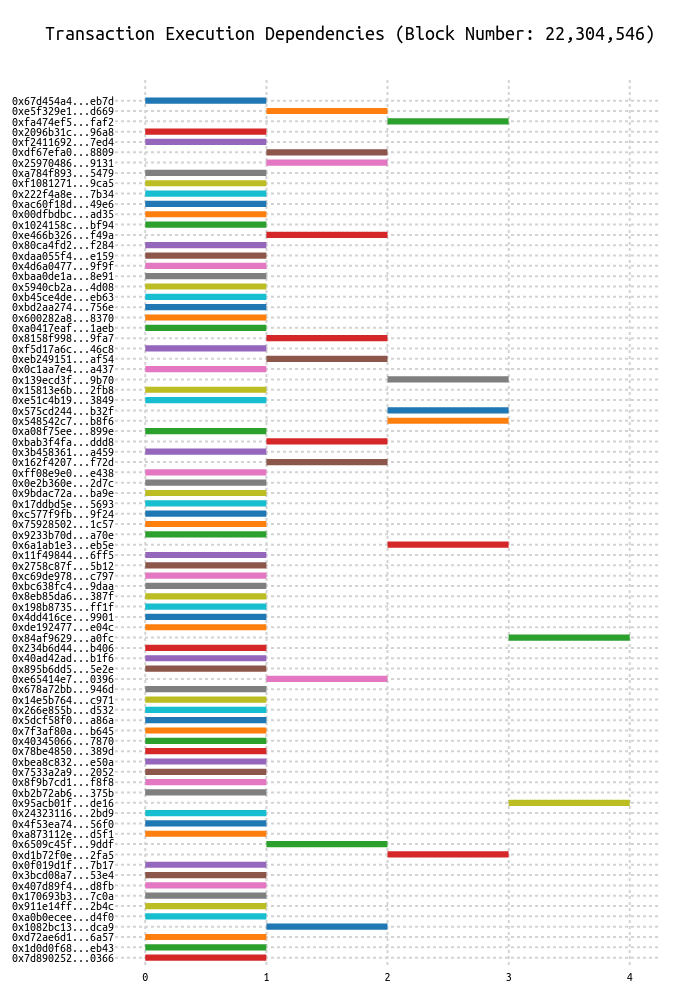 Transaction Execution Dependencies (Block Number: 22,304,546)
0x67d454a4...eb7d
0xe5f329e1...d669
0xfa474ef5...faf2
0x2096b31c...96a8
0xf2411692...7ed4
0xdf67efa0...8809
0x25970486...9131
0xa784f893...5479
0xf1081271...9ca5
0x222f4a8e...7b34
0xac60f18d...49e6
0x00dfbdbc...ad35
0x1024158c...bf94
0xe466b326...f49a
0x80ca4fd2...f284
0xdaa055f4...e159
0x4d6a0477...9f9f
0xbaa0de1a...8e91
0x5940cb2a...4d08
0xb45ce4de...eb63
0xbd2aa274...756e
0x600282a8...8370
0xa0417eaf...1aeb
0x8158f998...9fa7
0xf5d17a6c...46c8
0xeb249151...af54
0x0c1aa7e4...a437
0x139ecd3f...9b70
0x15813e6b...2fb8
0xe51c4b19...3849
0x575cd244...b32f
0x548542c7...b8f6
0xa08f75ee...899e
0xbab3f4fa...ddd8
0x3b458361...a459
0x162f4207...f72d
0xff08e9e0...e438
0x0e2b360e...2d7c
0x9bdac72a...ba9e
0x17ddbd5e...5693
0xc577f9fb...9f24
0x75928502...1c57
0x9233b70d...a70e
0x6a1ab1e3...eb5e
0x11f49844...6ff5
0x2758c87f...5b12
0xc69de978...c797
0xbc638fc4...9daa
0x8eb85da6...387f
0x198b8735...ff1f
0x4dd416ce...9901
0xde192477...e04c
0x84af9629...a0fc
0x234b6d44...b406
0x40ad42ad...b1f6
0x895b6dd5...5e2e
0xe65414e7...0396
0x678a72bb...946d
0x14e5b764...c971
0x266e855b...d532
0x5dcf58f0...a86a
0x7f3af80a...b645
0x40345066...7870
0x78be4850...389d
0xbea8c832...e50a
0x7533a2a9...2052
0x8f9b7cd1...f8f8
0xb2b72ab6...375b
0x95acb01f...de16
0x24323116...2bd9
0x4f53ea74...56f0
0xa873112e...d5f1
0x6509c45f...9ddf
0xd1b72f0e...2fa5
0x0f019d1f...7b17
0x3bcd08a7...53e4
0x407d89f4...d8fb
0x170693b3...7c0a
0x911e14ff...2b4c
0xa0b0ecee...d4f0
0x1082bc13...dca9
0xd72ae6d1...6a57
0x1d0d0f68...eb43
0x7d890252...0366
0 1 2 3 4